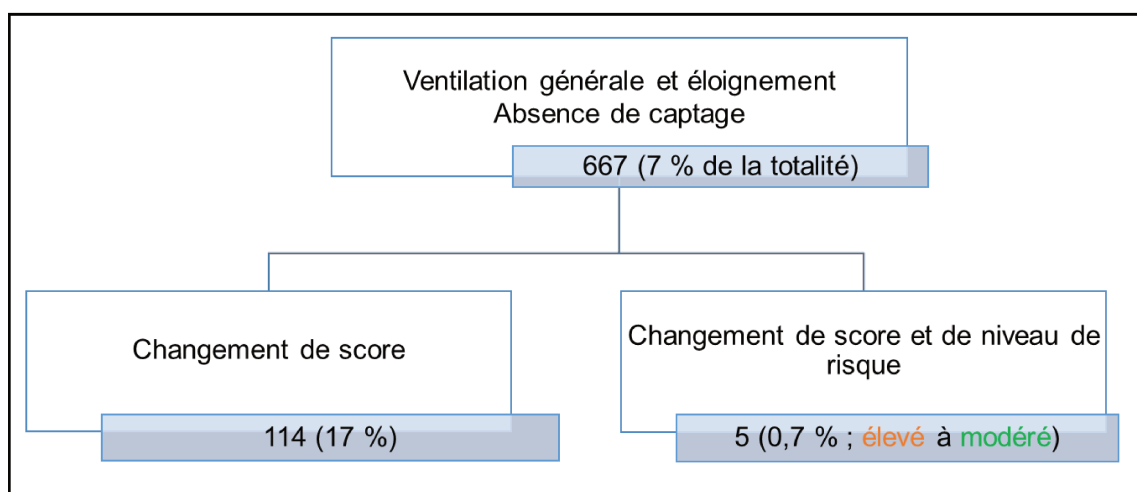 Ventilation générale et éloignement
Absence de captage
667 (7 % de la totalité)
Changement de score
114 (17 %)
Changement de score et de niveau de
risque
5 (0,7 % ; élevé à modéré)